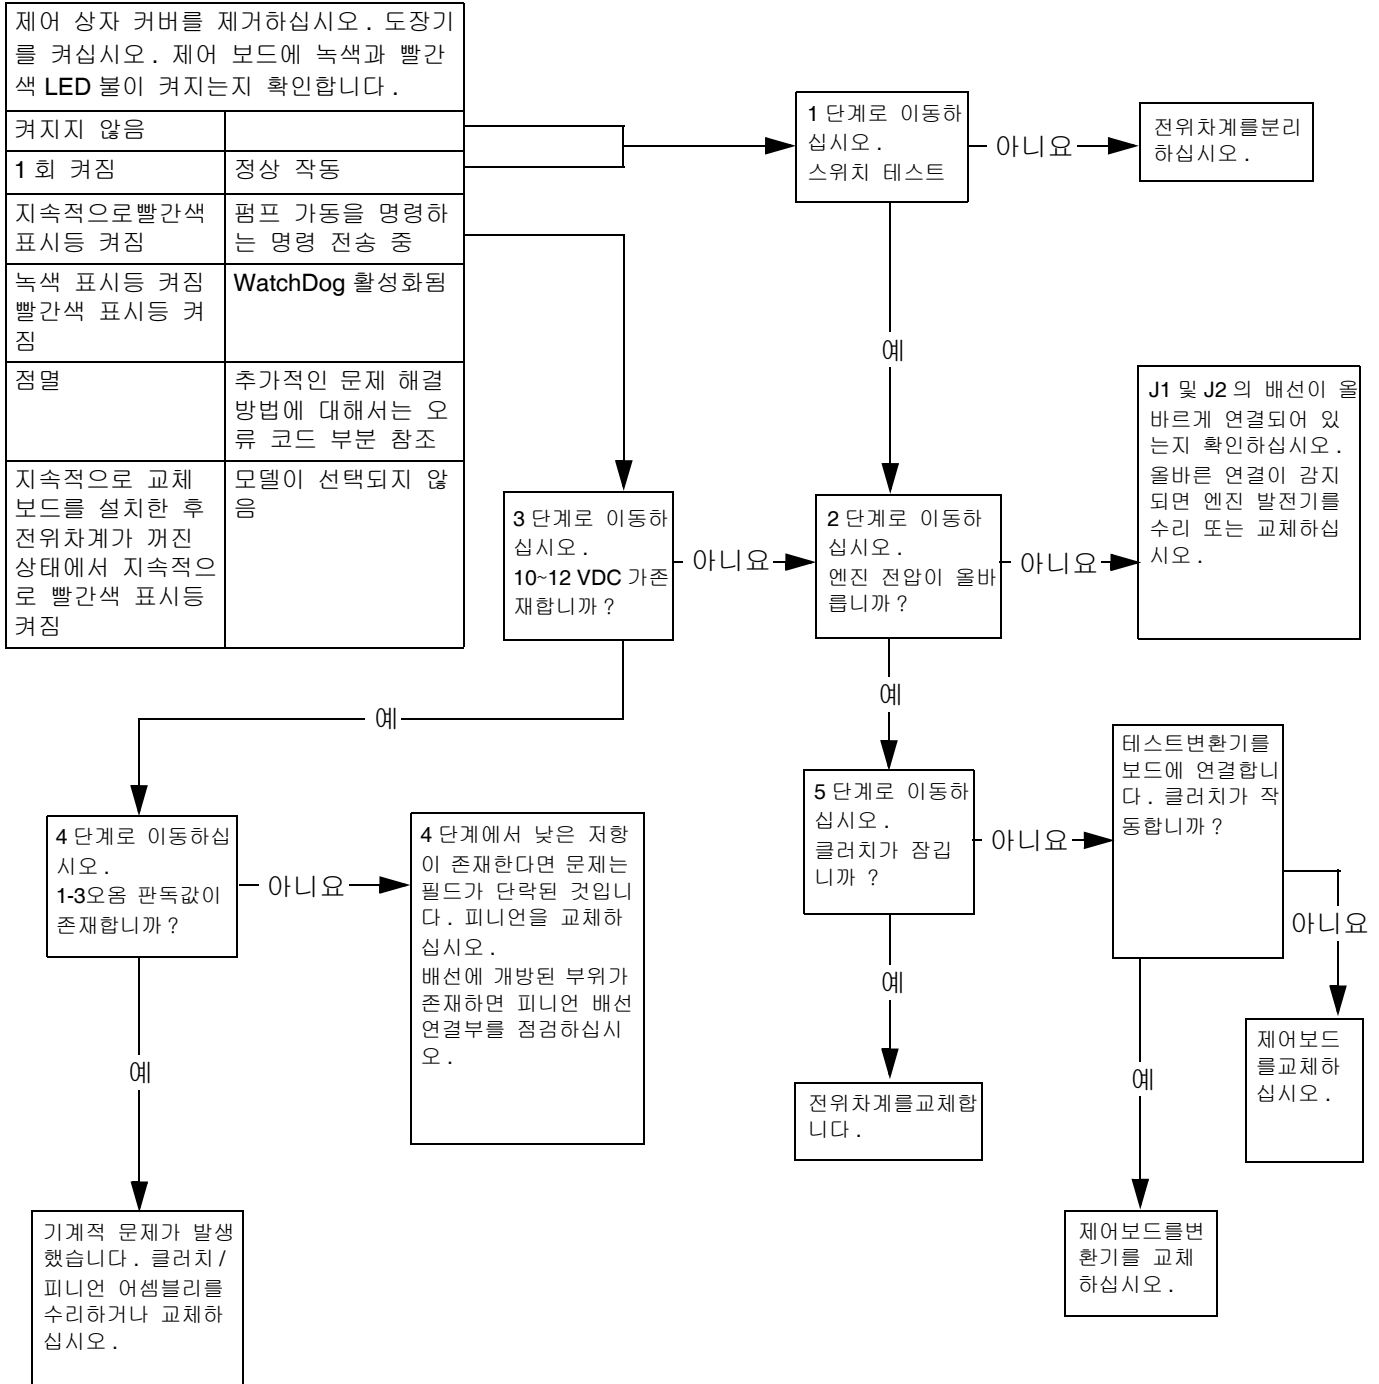 제어 상자 커버를 제거하십시오. 도장기
를 켜십시오. 제어 보드에 녹색과 빨간
색 LED 불이 켜지는지 확인합니다.
켜지지 않음
1 회 켜짐
정상 작동
지속적으로빨간색
표시등 켜짐
펌프 가동을 명령하
는 명령 전송 중
녹색 표시등 켜짐
빨간색 표시등 켜
짐
WatchDog 활성화됨
점멸
추가적인 문제 해결
방법에 대해서는 오
류 코드 부분 참조
지속적으로 교체
보드를 설치한 후
전위차계가 꺼진
상태에서 지속적으
로 빨간색 표시등
켜짐
모델이 선택되지 않
음
1 단계로 이동하
십시오.
스위치 테스트
아니요
전위차계를분리
하십시오.
예
3 단계로 이동하
십시오.
10~12 VDC 가존
재합니까?
아니요
2 단계로 이동하
십시오.
엔진 전압이 올바
릅니까?
아니요
J1 및 J2 의 배선이 올
바르게 연결되어 있
는지 확인하십시오.
올바른 연결이 감지
되면 엔진 발전기를
수리 또는 교체하십
시오.
예
예
4 단계로 이동하십
시오.
1-3오옴 판독값이
존재합니까?
아니요
4 단계에서 낮은 저항
이 존재한다면 문제는
필드가 단락된 것입니
다. 피니언을 교체하
십시오.
배선에 개방된 부위가
존재하면 피니언 배선
연결부를 점검하십시
오.
5 단계로 이동하
십시오.
클러치가 잠깁
니까 ?
아니요
테스트변환기를
보드에 연결합니
다. 클러치가 작
동합니까?
아니요
예
예
예
제어보드
를교체하
십시오.
전위차계를교체합
니다.
기계적 문제가 발생
했습니다. 클러치/
피니언 어셈블리를
수리하거나 교체하
십시오.
제어보드를변
환기를 교체
하십시오.